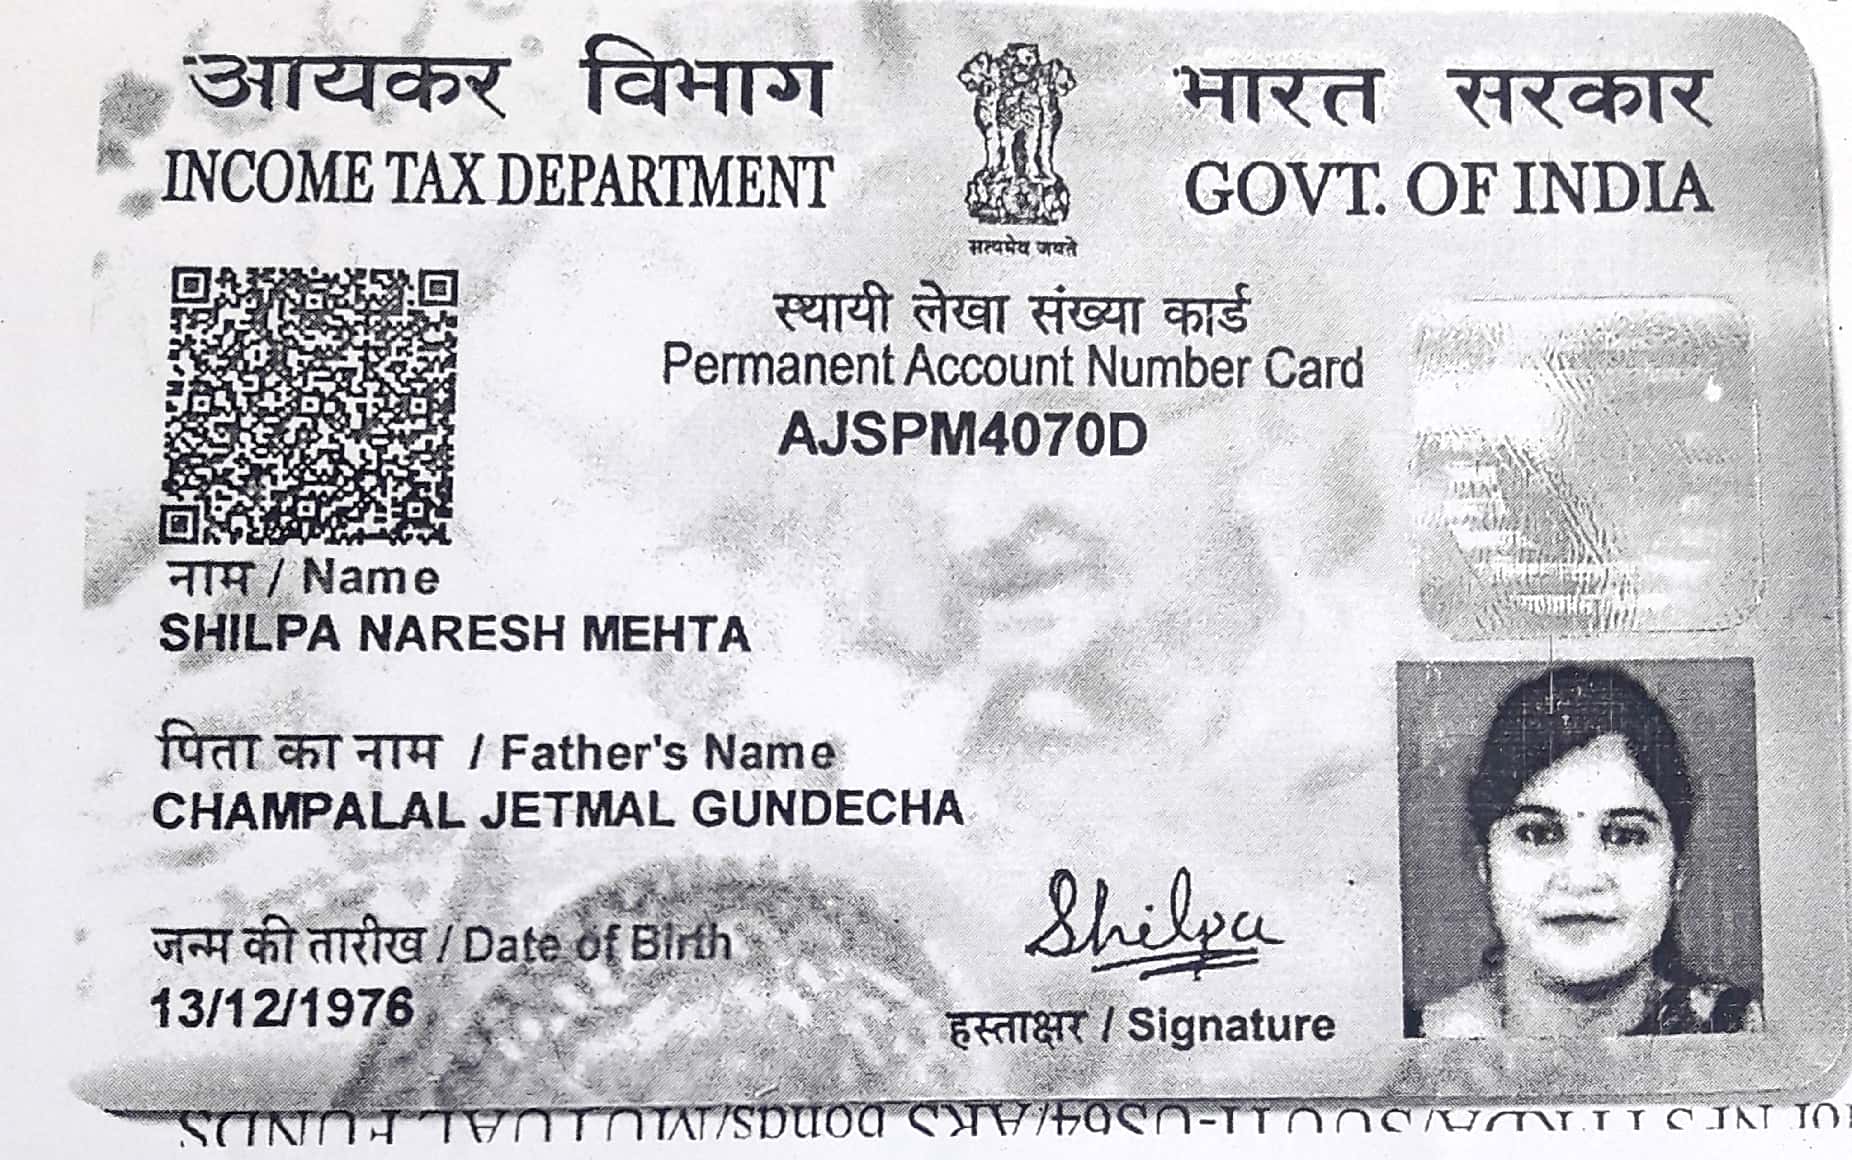 आयकर विभाग
INCOME TAX DEPARTMENT
भारत सरकार
GOVT. OF INDIA
सत्यमेव जयते
स्थायी लेखा संख्या कार्ड
Permanent Account Number Card
AJSPM4070D
नाम / Name
SHILPA NARESH MEHTA
पिता का नाम / Father's Name
CHAMPALAL JETMAL GUNDECHA
जन्म की तारीख / Date of Birth
13/12/1976
Shilpa
हस्ताक्षर / Signature